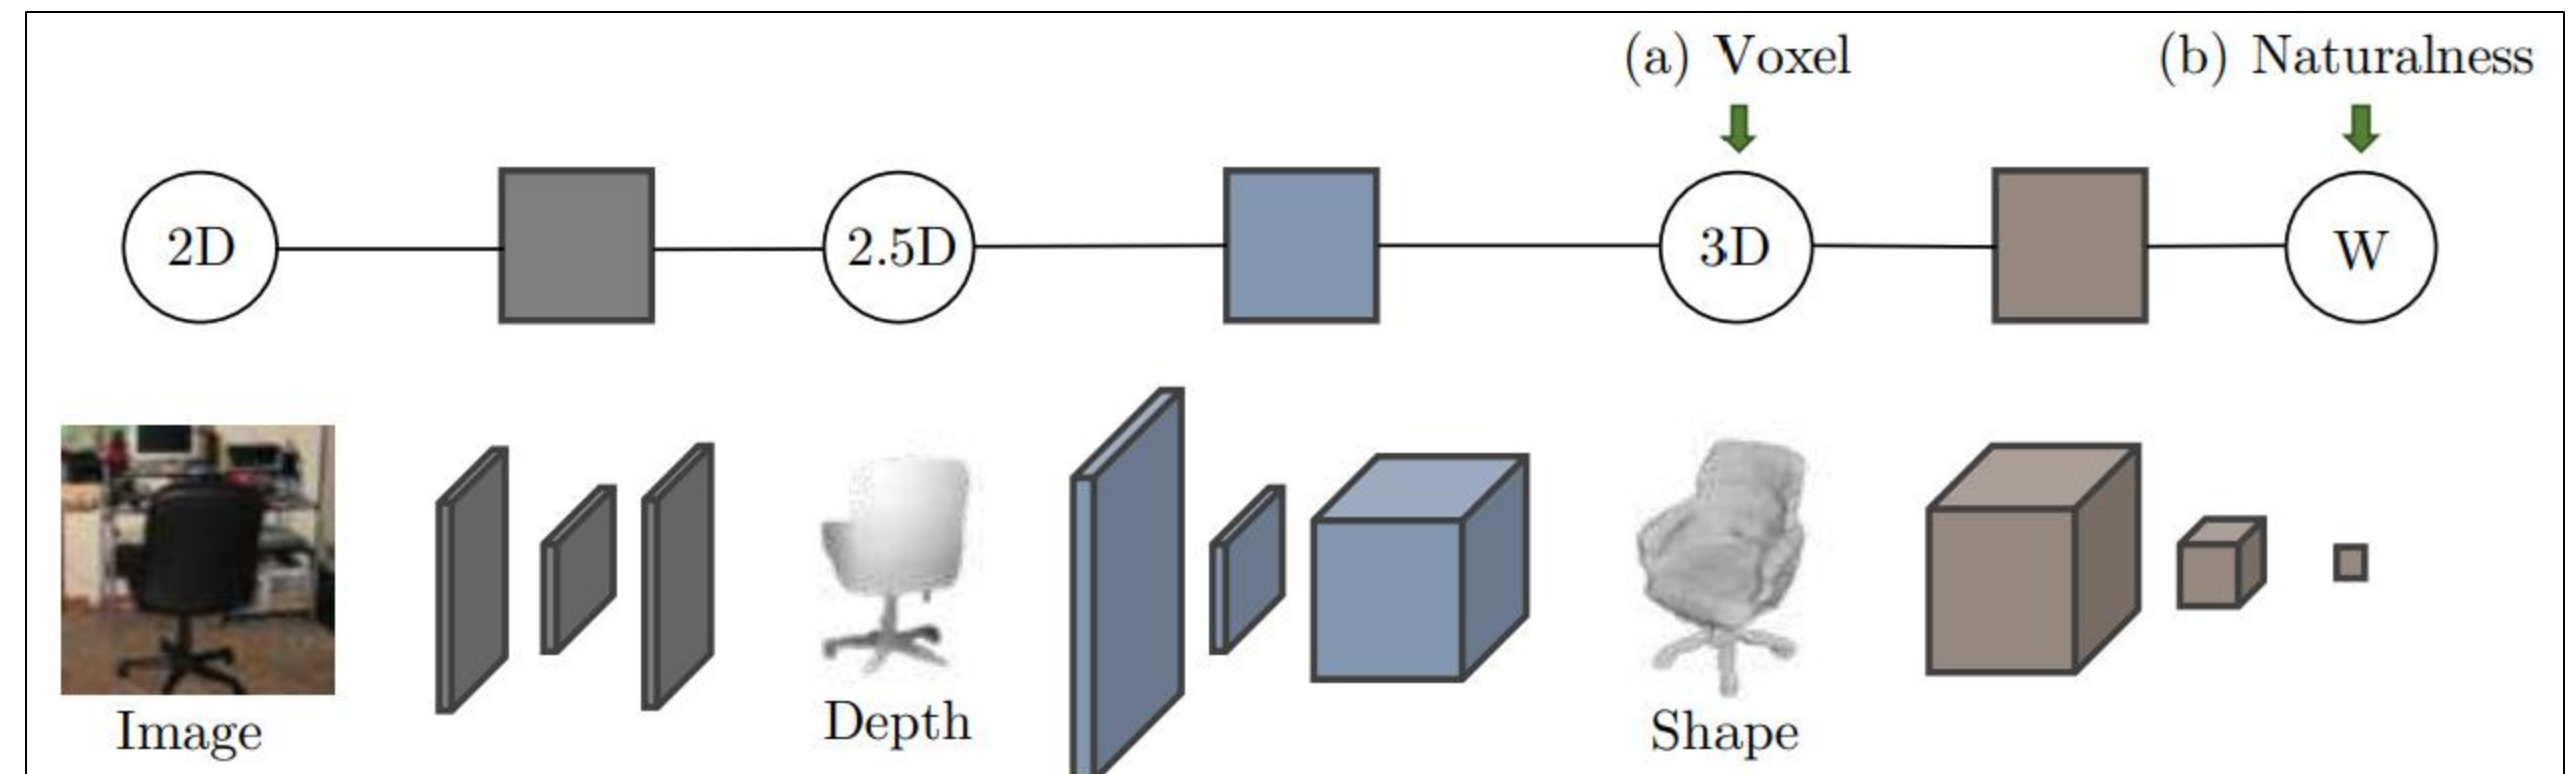 (a) Voxel
(b) Naturalness
2D
2.5D
3D
W
Image
Depth
Shape